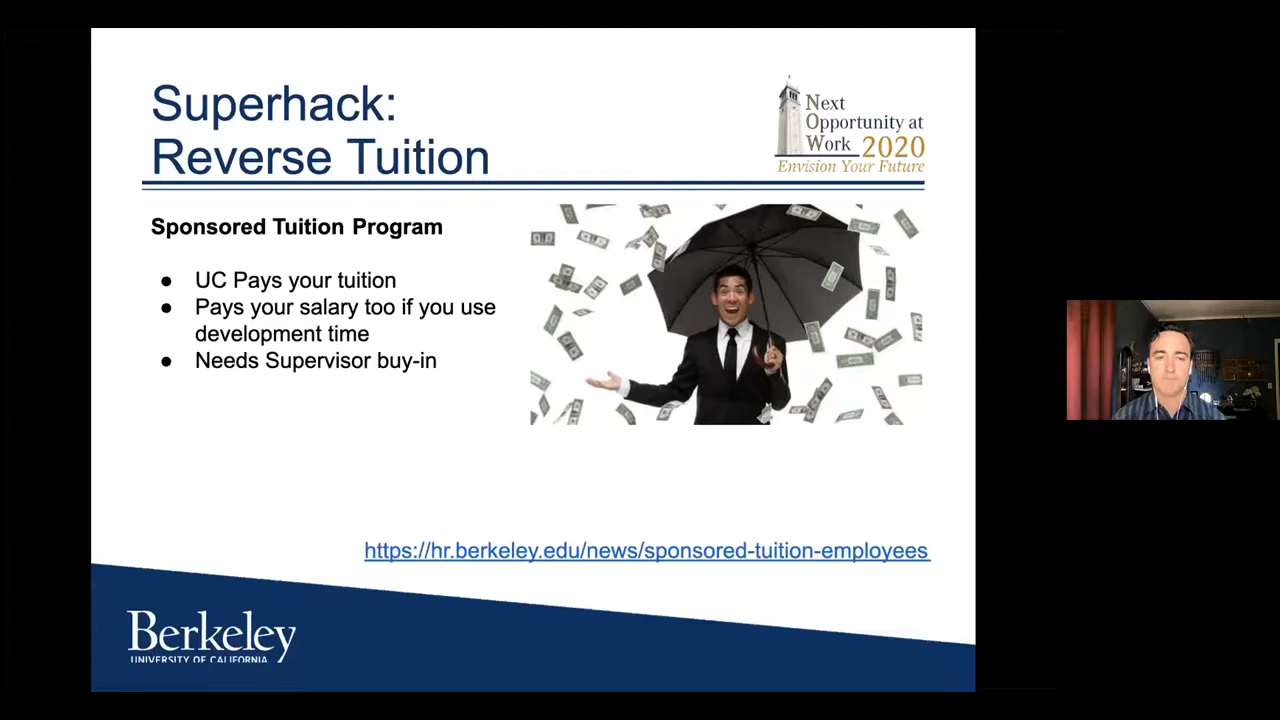 Superhack:
Reverse Tuition
Next
Opportunity at
Work 2020
Envision Your Future
Sponsored Tuition Program
● UC Pays your tuition
● Pays your salary too if you use
development time
● Needs Supervisor buy-in
https://hr.berkeley.edu/news/sponsored-tuition-employees
Berkeley
UNIVERSITY OF CALIFORNIA